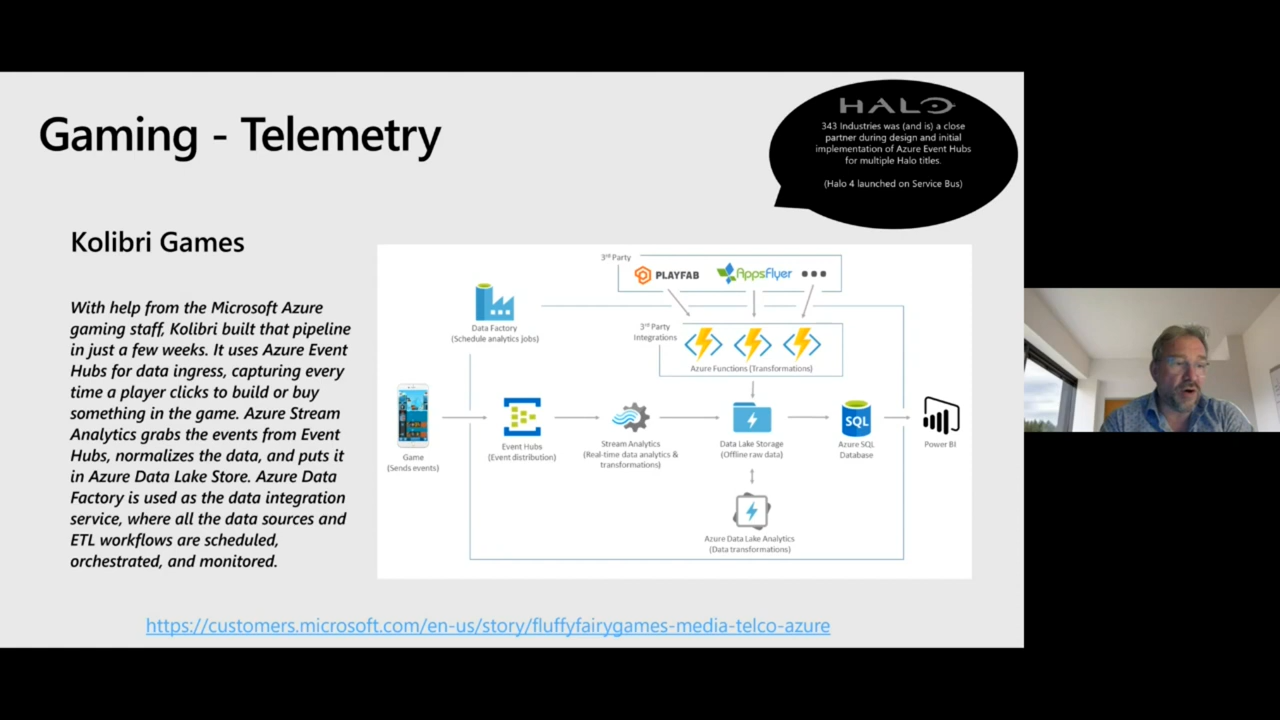 Gaming - Telemetry
HALO
343 Industries was (and is) a close
partner during design and initial
implementation of Azure Event Hubs
for multiple Halo titles.
(Halo 4 launched on Service Bus)
Kolibri Games
With help from the Microsoft Azure
gaming staff, Kolibri built that pipeline
in just a few weeks. It uses Azure Event
Hubs for data ingress, capturing every
time a player clicks to build or buy
something in the game. Azure Stream
Analytics grabs the events from Event
Hubs, normalizes the data, and puts it
in Azure Data Lake Store. Azure Data
Factory is used as the data integration
service, where all the data sources and
ETL workflows are scheduled,
orchestrated, and monitored.
3rd Party
PLAYFAB
AppsFlyer
Data Factory
(Schedule analytics jobs)
3rd Party
Integrations
Azure Functions (Transformations)
Game
(Sends events)
Event Hubs
(Event distribution)
Stream Analytics
(Real-time data analytics &
transformations)
Data Lake Storage
(Offline raw data)
SQL
Azure SQL
Database
Power BI
Azure Data Lake Analytics
(Data transformations)
https://customers.microsoft.com/en-us/story/fluffyfairygames-media-telco-azure